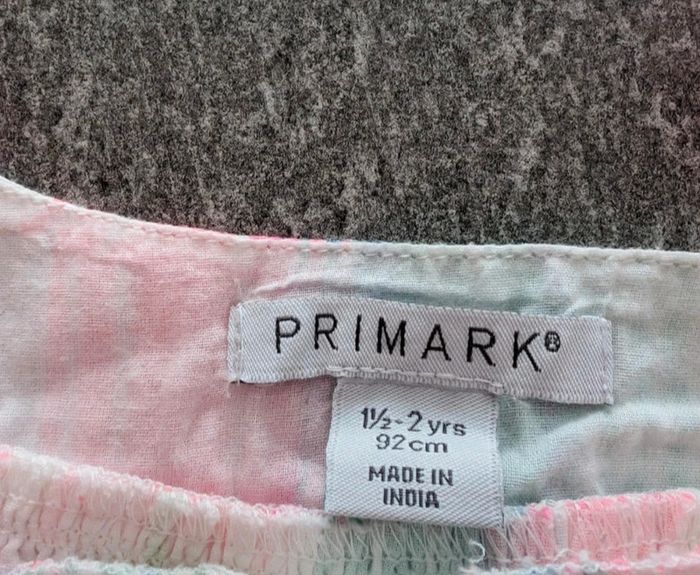 PRIMARK®
1½-2 yrs
92cm
MADE IN
INDIA